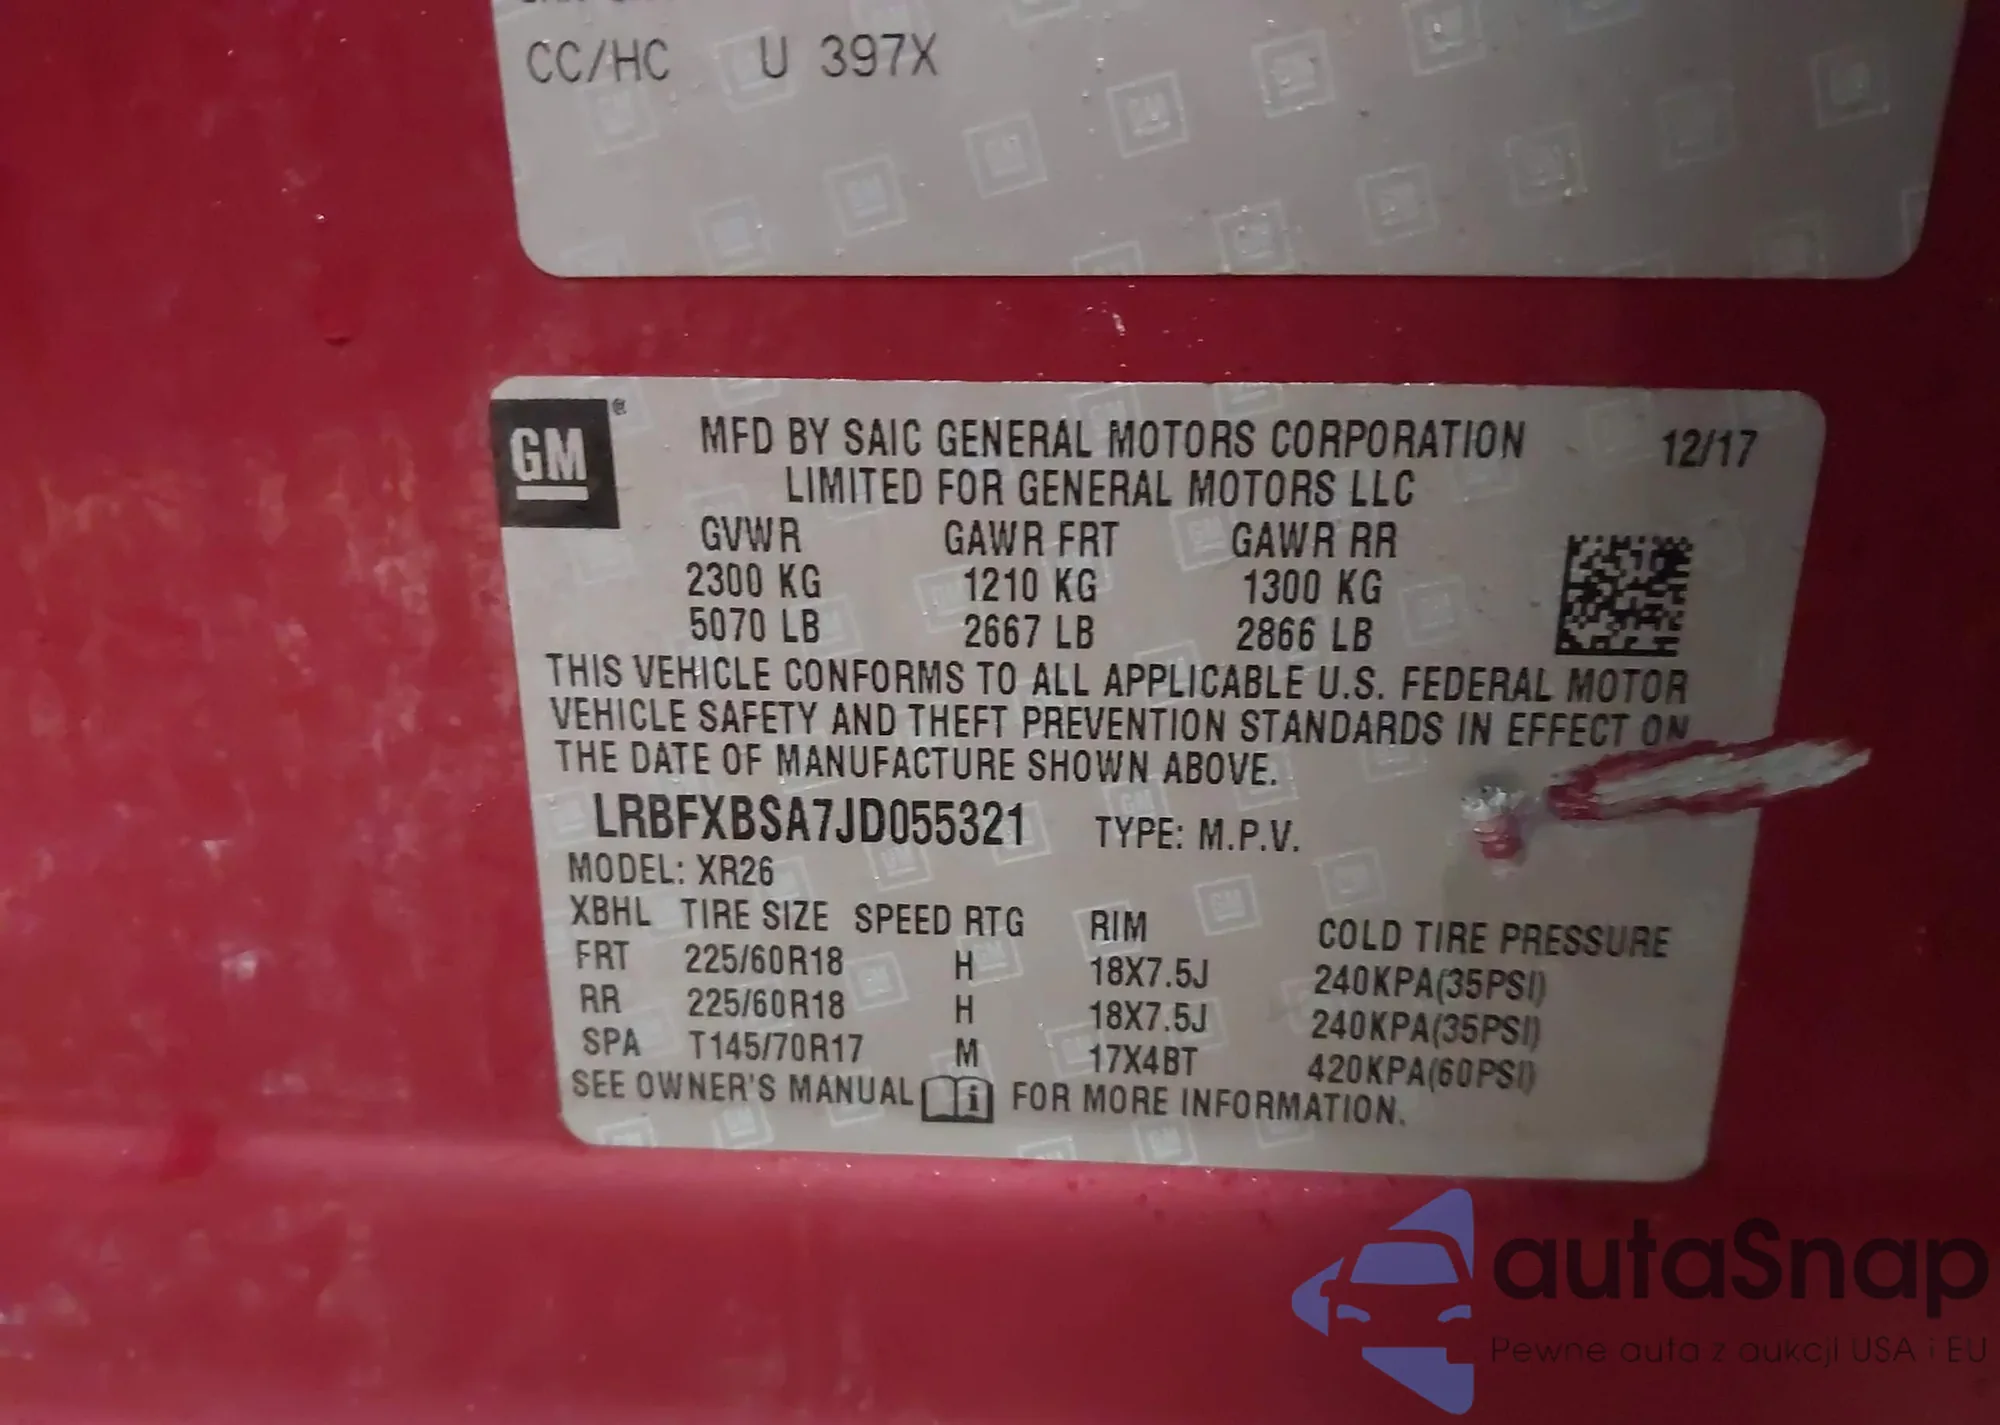 CC/HC U 397X
GM ®
MFD BY SAIC GENERAL MOTORS CORPORATION 12/17
LIMITED FOR GENERAL MOTORS LLC
GVWR GAWR FRT GAWR RR
2300 KG 1210 KG 1300 KG
5070 LB 2667 LB 2866 LB
THIS VEHICLE CONFORMS TO ALL APPLICABLE U.S. FEDERAL MOTOR
VEHICLE SAFETY AND THEFT PREVENTION STANDARDS IN EFFECT ON
THE DATE OF MANUFACTURE SHOWN ABOVE.
LRBFXBSA7JD055321 TYPE: M.P.V.
MODEL: XR26
XBHL TIRE SIZE SPEED RTG RIM COLD TIRE PRESSURE
FRT 225/60R18 H 18X7.5J 240KPA(35PSI)
RR 225/60R18 H 18X7.5J 240KPA(35PSI)
SPA T145/70R17 M 17X4BT 420KPA(60PSI)
SEE OWNER'S MANUAL i FOR MORE INFORMATION.
autaSnap
Pewne auta z aukcji USA i EU